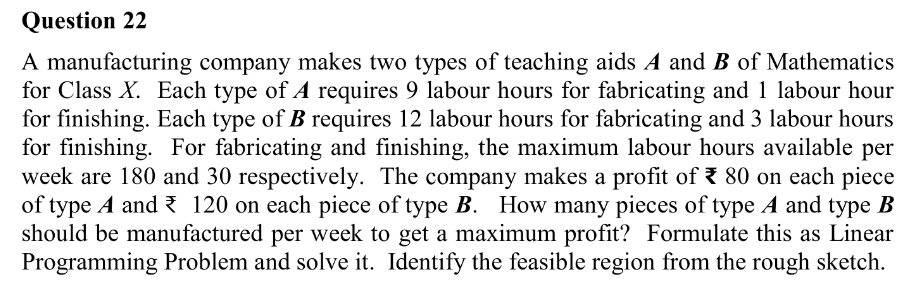 Question 22
A manufacturing company makes two types of teaching aids A and B of Mathematics
for Class X. Each type of A requires 9 labour hours for fabricating and 1 labour hour
for finishing. Each type of B requires 12 labour hours for fabricating and 3 labour hours
for finishing. For fabricating and finishing, the maximum labour hours available per
week are 180 and 30 respectively. The company makes a profit of ₹ 80 on each piece
of type A and ₹ 120 on each piece of type B. How many pieces of type A and type B
should be manufactured per week to get a maximum profit? Formulate this as Linear
Programming Problem and solve it. Identify the feasible region from the rough sketch.